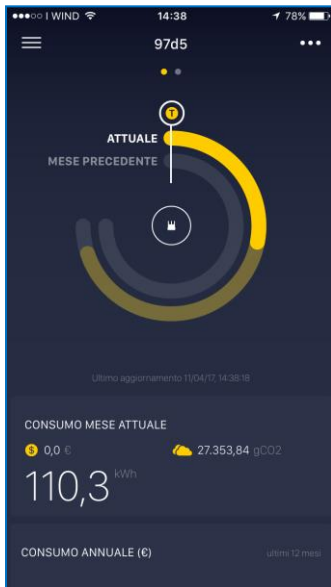 I WIND 14:38 78%
97d5
T
ATTUALE
MESE PRECEDENTE
Ultimo aggiornamento 11/04/17, 14:38:18
CONSUMO MESE ATTUALE
$ 0,0 € 27.353,84 gCO2
110,3 kWh
CONSUMO ANNUALE (€) ultimi 12 mesi